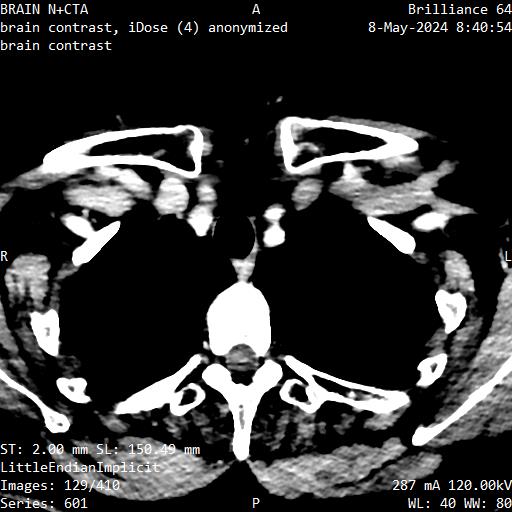 BRAIN N+CTA
A
Brilliance 64
brain contrast, iDose (4) anonymized
8-May-2024 8:40:54
brain contrast
R
L
ST: 2.00 mm SL: 150.49 mm
LittleEndianImplicit
Images: 129/410
287 mA 120.00kV
Series: 601
P
WL: 40 WW: 80